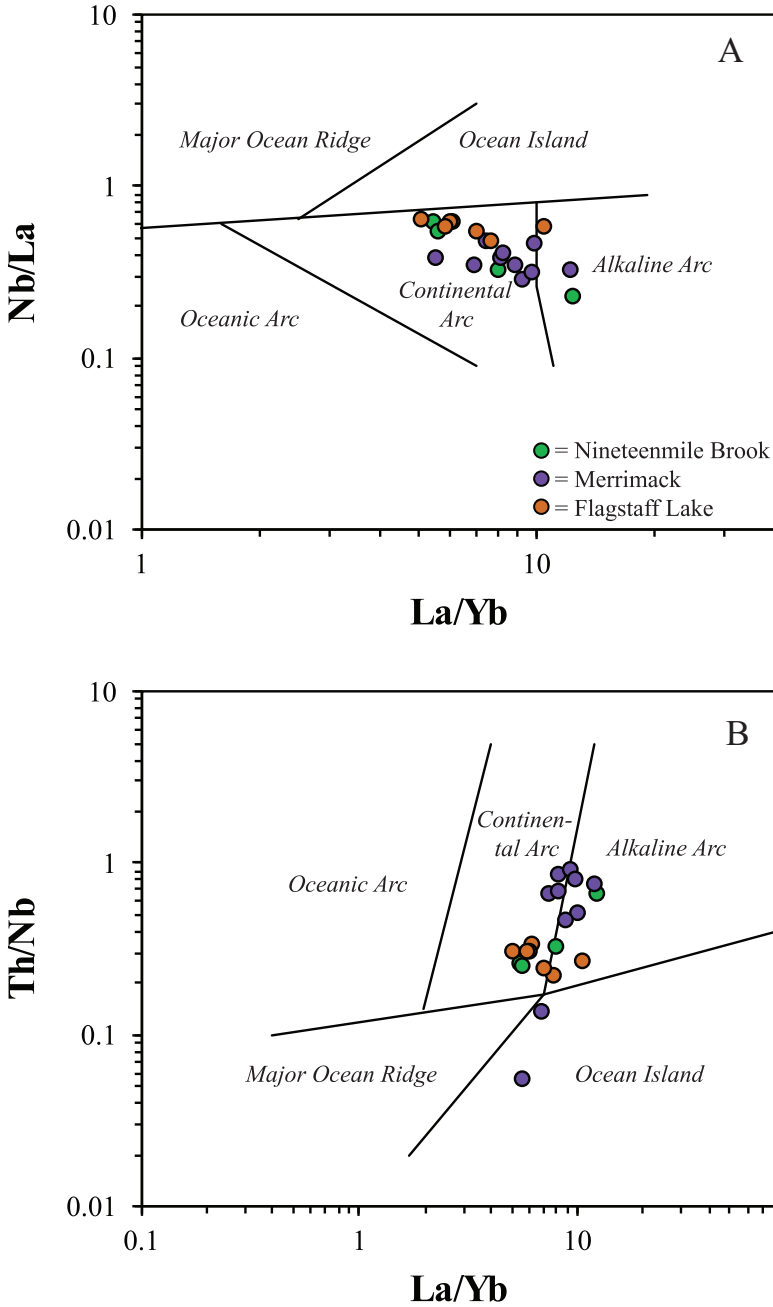 10
A
Major Ocean Ridge
Ocean Island
1
Nb/La
Alkaline Arc
Continental
Arc
Oceanic Arc
0.1
= Nineteenmile Brook
= Merrimack
= Flagstaff Lake
0.01
1
10
La/Yb
10
B
Continen-
tal Arc
Alkaline Arc
1
Oceanic Arc
Th/Nb
0.1
Major Ocean Ridge
Ocean Island
0.01
0.1
1
10
La/Yb